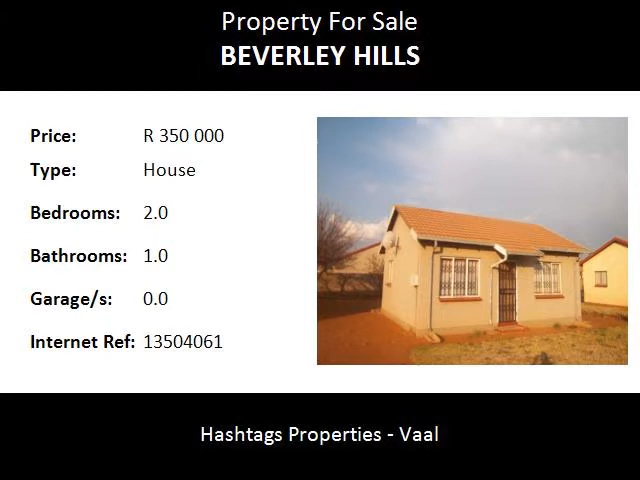 Property For Sale
BEVERLEY HILLS
Price: R 350 000
Type: House
Bedrooms: 2.0
Bathrooms: 1.0
Garage/s: 0.0
Internet Ref: 13504061
Hashtags Properties - Vaal